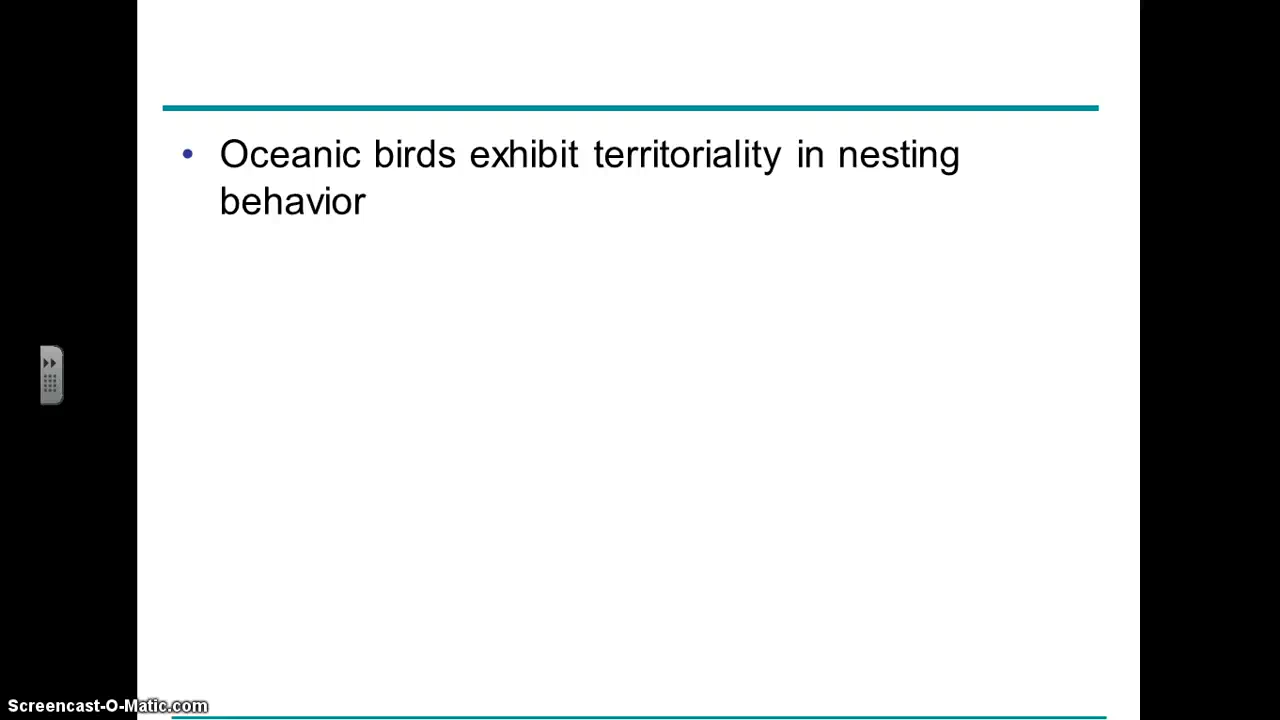 • Oceanic birds exhibit territoriality in nesting
behavior
Screencast-O-Matic.com